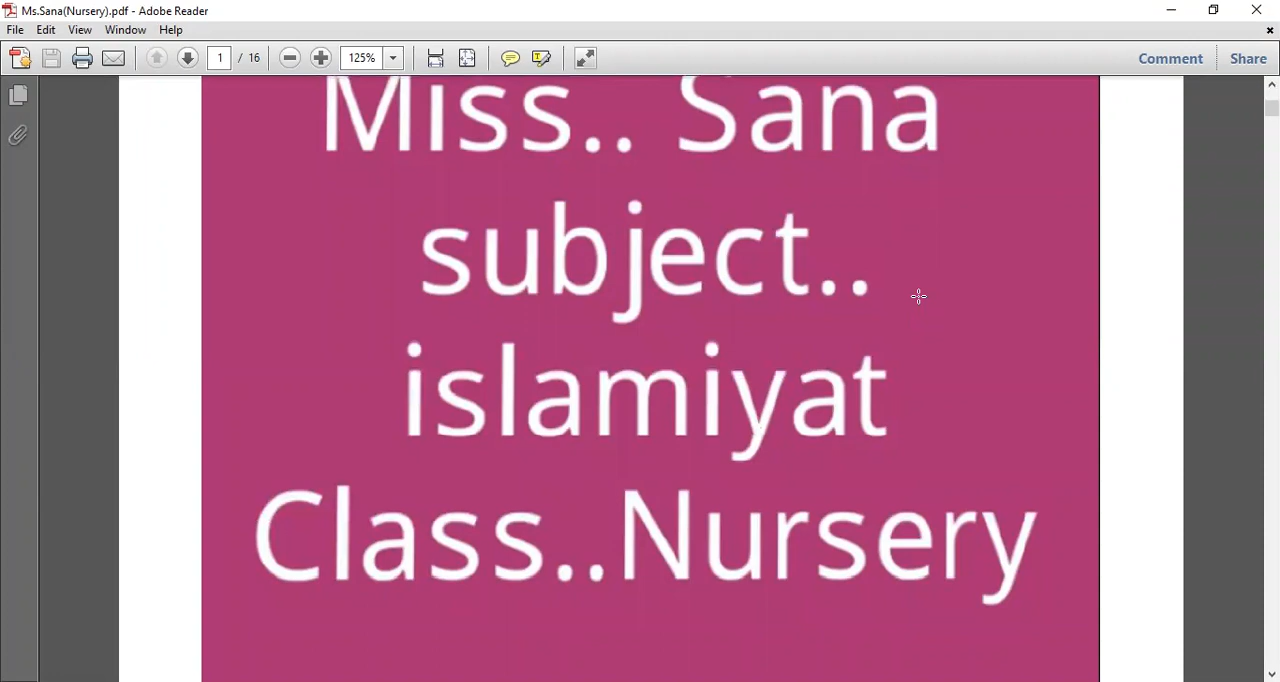 Ms.Sana(Nursery).pdf - Adobe Reader
File Edit View Window Help
1 / 16 125% Comment Share
Miss.. Sana
subject..
islamiyat
Class..Nursery